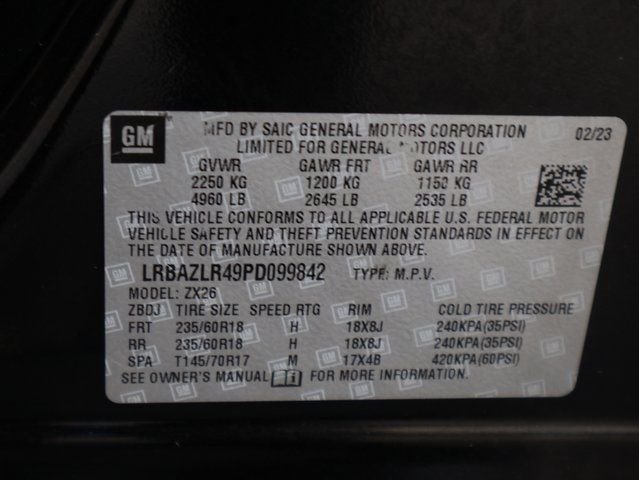 GM MFD BY SAIC GENERAL MOTORS CORPORATION 02/23
LIMITED FOR GENERAL MOTORS LLC
GVWR GAWR FRT GAWR RR
2250 KG 1200 KG 1150 KG
4960 LB 2645 LB 2535 LB
THIS VEHICLE CONFORMS TO ALL APPLICABLE U.S. FEDERAL MOTOR
VEHICLE SAFETY AND THEFT PREVENTION STANDARDS IN EFFECT ON
THE DATE OF MANUFACTURE SHOWN ABOVE.
LRBAZLR49PD099842 TYPE: M.P.V.
MODEL: ZX26
ZBDJ TIRE SIZE SPEED RTG RIM COLD TIRE PRESSURE
FRT 235/60R18 H 18X8J 240KPA(35PSI)
RR 235/60R18 H 18X8J 240KPA(35PSI)
SPA T145/70R17 M 17X4B 420KPA(60PSI)
SEE OWNER'S MANUAL FOR MORE INFORMATION.